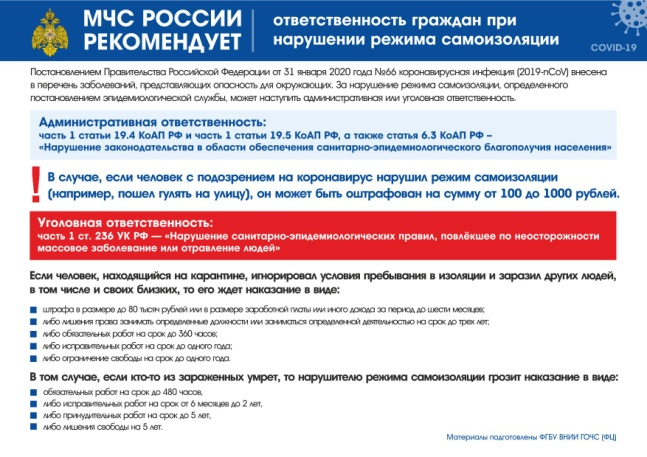 МЧС РОССИИ
РЕКОМЕНДУЕТ
ответственность граждан при
нарушении режима самоизоляции
COVID-19
Постановлением Правительства Российской Федерации от 31 января 2020 года №66 коронавирусная инфекция (2019-nCoV) внесена
в перечень заболеваний, представляющих опасность для окружающих. За нарушение режима самоизоляции, определенного
постановлением эпидемиологической службы, может наступить административная или уголовная ответственность.
Административная ответственность:
часть 1 статьи 19.4 КоАП РФ и часть 1 статьи 19.5 КоАП РФ, а также статья 6.3 КоАП РФ –
«Нарушение законодательства в области обеспечения санитарно-эпидемиологического благополучия населения»
! В случае, если человек с подозрением на коронавирус нарушил режим самоизоляции
(например, пошел гулять на улицу), он может быть оштрафован на сумму от 100 до 1000 рублей.
Уголовная ответственность:
часть 1 ст. 236 УК РФ — «Нарушение санитарно-эпидемиологических правил, повлёкшее по неосторожности
массовое заболевание или отравление людей»
Если человек, находящийся на карантине, игнорировал условия пребывания в изоляции и заразил других людей,
в том числе и своих близких, то его ждет наказание в виде:
штрафа в размере до 80 тысяч рублей или в размере заработной платы или иного дохода за период до шести месяцев;
либо лишения права занимать определенные должности или заниматься определенной деятельностью на срок до трех лет;
либо обязательных работ на срок до 360 часов;
либо исправительных работ на срок до одного года;
либо ограничение свободы на срок до одного года.
В том случае, если кто-то из зараженных умрет, то нарушителю режима самоизоляции грозит наказание в виде:
обязательных работ на срок до 480 часов,
либо исправительных работ на срок от 6 месяцев до 2 лет,
либо принудительных работ на срок до 5 лет,
либо лишения свободы на 5 лет.
Материалы подготовлены ФГБУ ВНИИ ГОЧС (ФЦ)